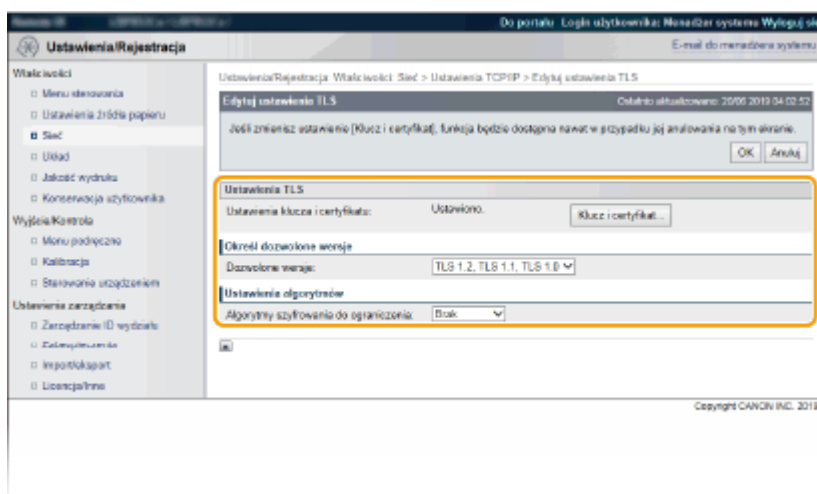 Do portalu Login użytkownika: Menedżer systemu Wyloguj się
Ustawienia/Rejestracja
E-mail do menedżera systemu
Właściwości
Menu sterowania
Ustawienia źródła papieru
Sieć
Układ
Jakość wydruku
Konserwacja użytkownika
Wyjście/Kontrola
Menu podręczne
Kalibracja
Sterowanie urządzeniem
Ustawienia zarządzania
Zarządzanie ID wydziału
Zabezpieczenia
Import/eksport
Licencja/Inne
Ustawienia/Rejestracja: Właściwości: Sieć > Ustawienia TCP/IP > Edytuj ustawienia TLS
Edytuj ustawienia TLS
Ostatnio aktualizowano: 20/06 2019 04:02:52
Jeśli zmienisz ustawienie [Klucz i certyfikat], funkcja będzie dostępna nawet w przypadku jej anulowania na tym ekranie.
OK Anuluj
Ustawienia TLS
Ustawienia klucza i certyfikatu: Ustawiono. Klucz i certyfikat...
Określ dozwolone wersje
Dozwolone wersje: TLS 1.2, TLS 1.1, TLS 1.0
Ustawienia algorytmów
Algorytmy szyfrowania do ograniczenia: Brak
Copyright CANON INC. 2019